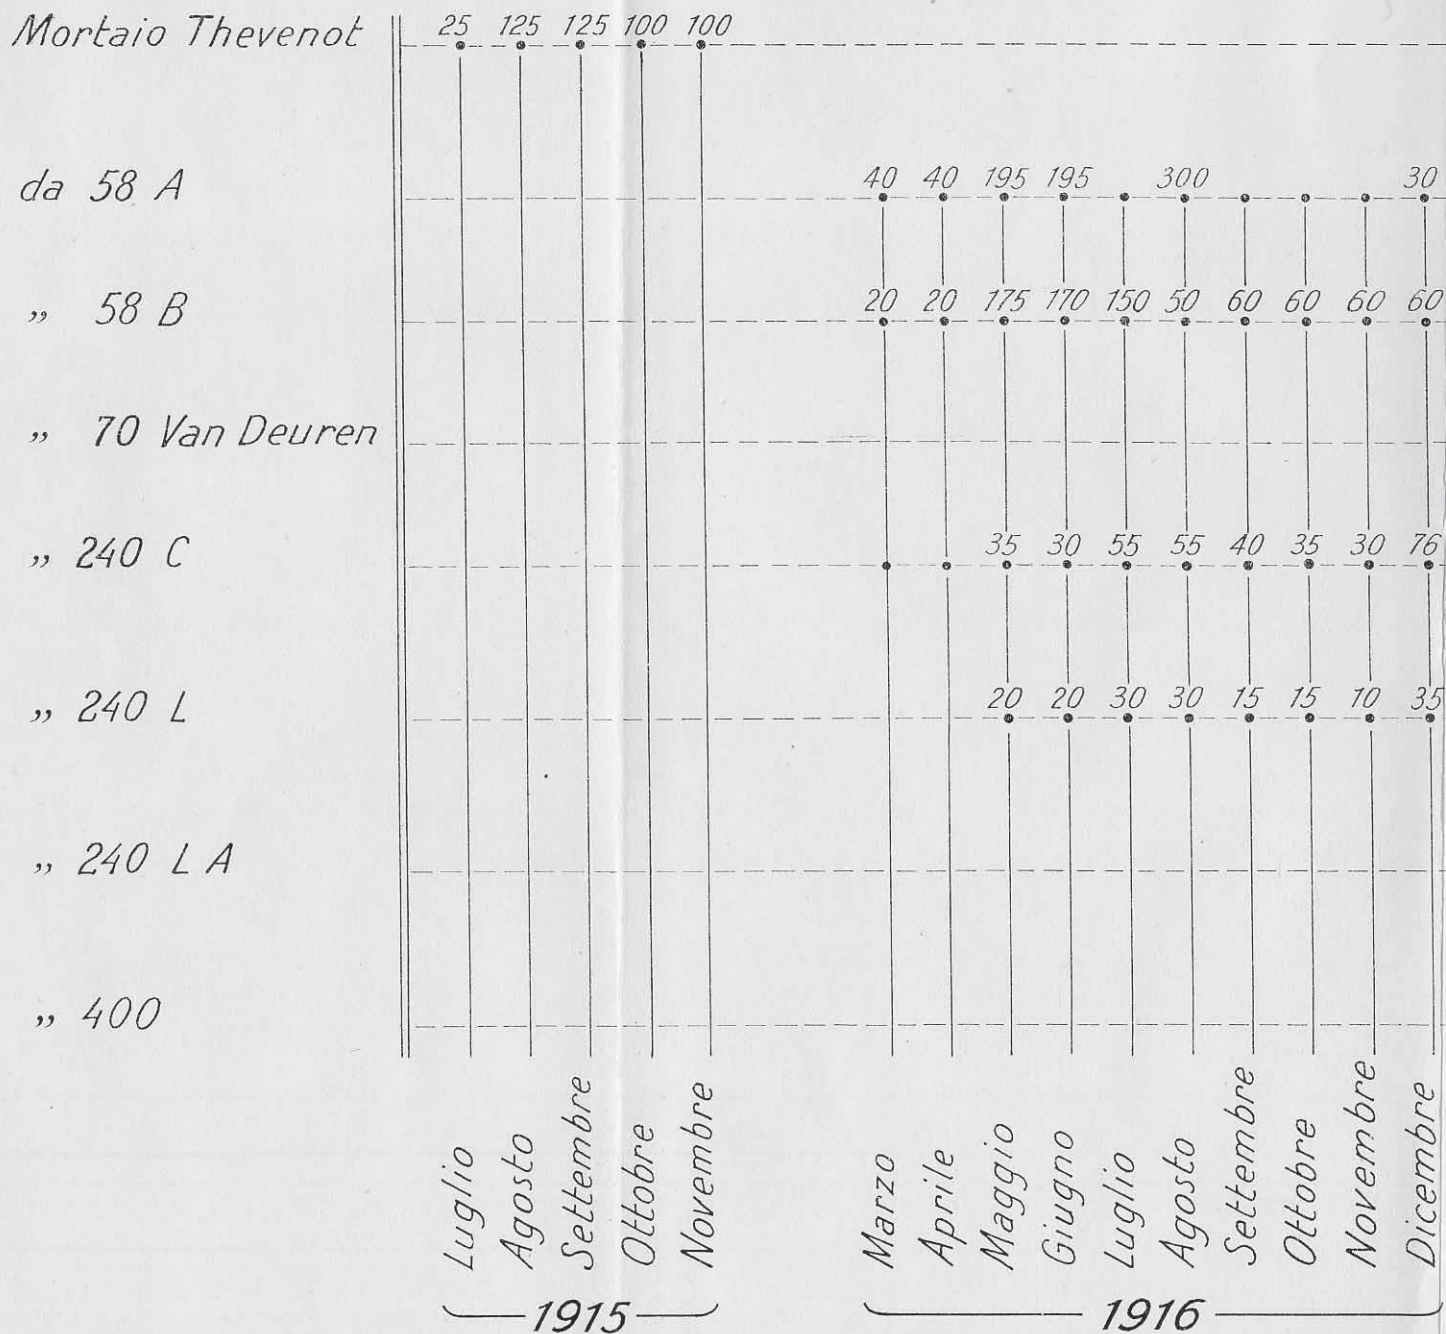 Mortaio Thevenot 25 125 125 100 100
da 58 A 40 40 195 195 300 30
„ 58 B 20 20 175 170 150 50 60 60 60 60
„ 70 Van Deuren
„ 240 C 35 30 55 55 40 35 30 76
„ 240 L 20 20 30 30 15 15 10 35
„ 240 L A
„ 400
Luglio Agosto Settembre Ottobre Novembre Marzo Aprile Maggio Giugno Luglio Agosto Settembre Ottobre Novembre Dicembre
1915 1916